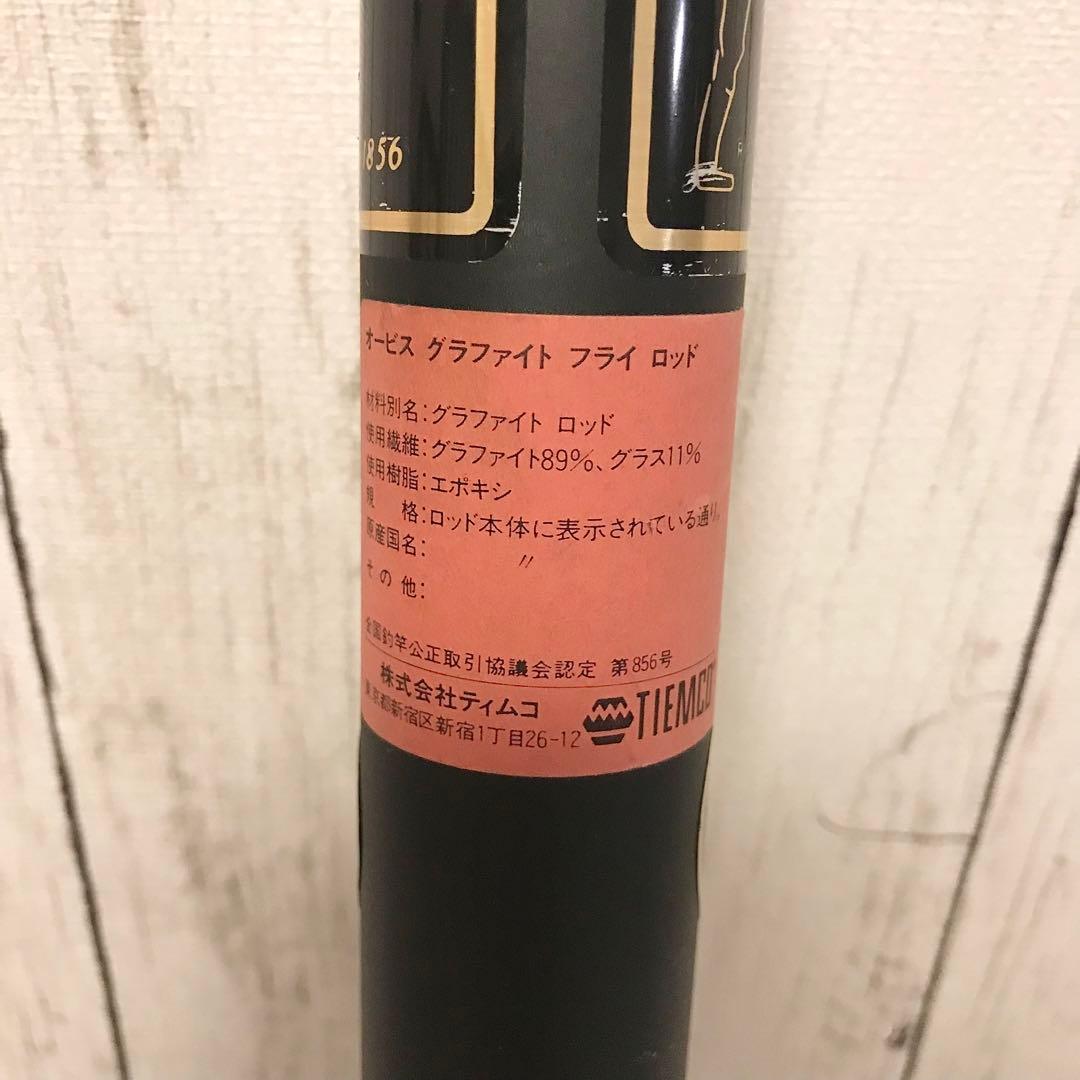 1856
オービス グラファイト フライ ロッド
材料別名:グラファイト ロッド
使用繊維:グラファイト89%、グラス11%
使用樹脂:エポキシ
規 格:ロッド本体に表示されている通り。
原産国名: 〃
その他:
全国釣竿公正取引協議会認定 第856号
株式会社ティムコ
東京都新宿区新宿1丁目26-12
TIEMCO